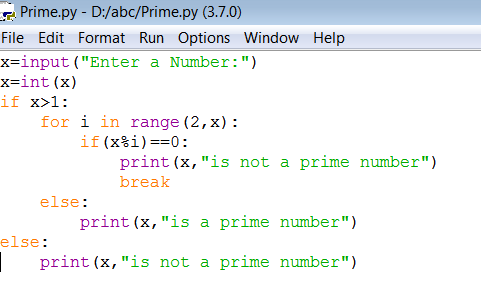 Prime.py - D:/abc/Prime.py (3.7.0)
File Edit Format Run Options Window Help
x=input("Enter a Number:")
x=int(x)
if x>1:
    for i in range(2,x):
        if(x%i)==0:
            print(x,"is not a prime number")
            break
    else:
        print(x,"is a prime number")
else:
    print(x,"is not a prime number")